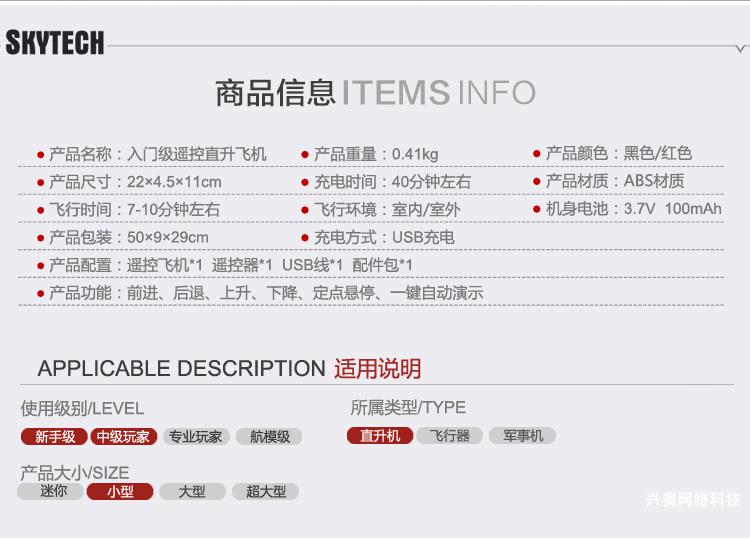 SKYTECH
商品信息 ITEMS INFO
产品名称：入门级遥控直升飞机 产品重量：0.41kg 产品颜色：黑色/红色
产品尺寸：22×4.5×11cm 充电时间：40分钟左右 产品材质：ABS材质
飞行时间：7-10分钟左右 飞行环境：室内/室外 机身电池：3.7V 100mAh
产品包装：50×9×29cm 充电方式：USB充电
产品配置：遥控飞机*1 遥控器*1 USB线*1 配件包*1
产品功能：前进、后退、上升、下降、定点悬停、一键自动演示
APPLICABLE DESCRIPTION 适用说明
使用级别/LEVEL 所属类型/TYPE
新手级 中级玩家 专业玩家 航模级 直升机 飞行器 军事机
产品大小/SIZE
迷你 小型 大型 超大型
兴奥网络科技